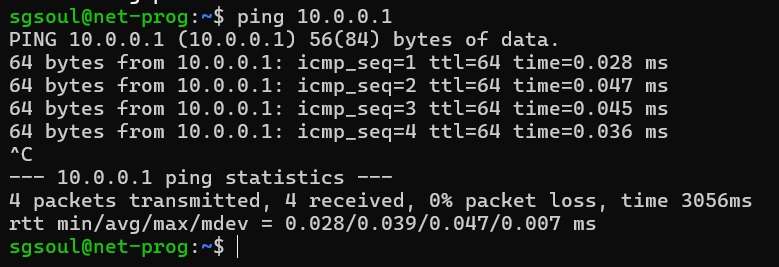 sgsoul@net-prog:~$ ping 10.0.0.1
PING 10.0.0.1 (10.0.0.1) 56(84) bytes of data.
64 bytes from 10.0.0.1: icmp_seq=1 ttl=64 time=0.028 ms
64 bytes from 10.0.0.1: icmp_seq=2 ttl=64 time=0.047 ms
64 bytes from 10.0.0.1: icmp_seq=3 ttl=64 time=0.045 ms
64 bytes from 10.0.0.1: icmp_seq=4 ttl=64 time=0.036 ms
^C
--- 10.0.0.1 ping statistics ---
4 packets transmitted, 4 received, 0% packet loss, time 3056ms
rtt min/avg/max/mdev = 0.028/0.039/0.047/0.007 ms
sgsoul@net-prog:~$